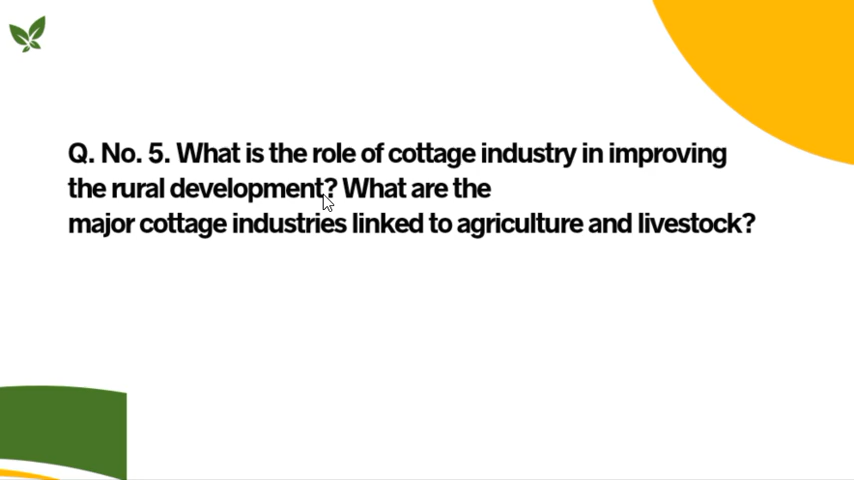 Q. No. 5. What is the role of cottage industry in improving
the rural development? What are the
major cottage industries linked to agriculture and livestock?